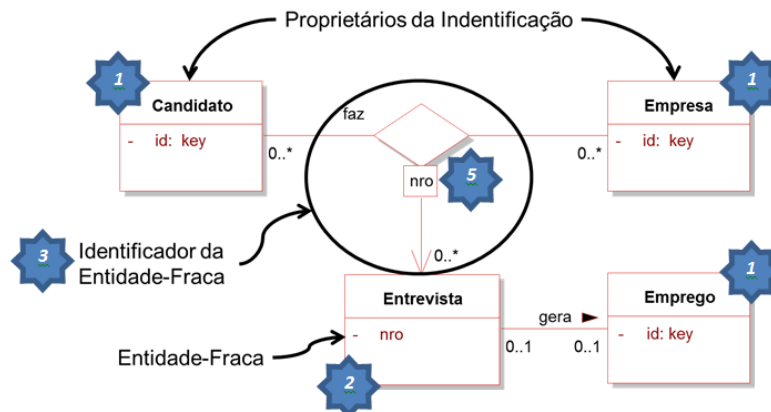 Proprietários da Indentificação
1
Candidato
- id: key
faz
0..*
nro
5
0..*
1
Empresa
- id: key
3
Identificador da
Entidade-Fraca
0..*
Entrevista
- nro
2
Entidade-Fraca
gera
0..1
0..1
1
Emprego
- id: key